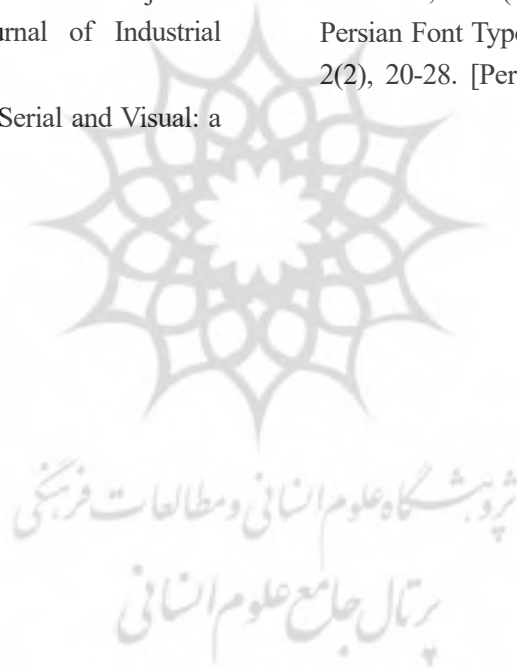 urnal of Industrial
Serial and Visual: a
Persian Font Typ
2(2), 20-28. [Per
پژوهشگاه علوم انسانی و مطالعات فرهنگی
پرتال جامع علوم انسانی